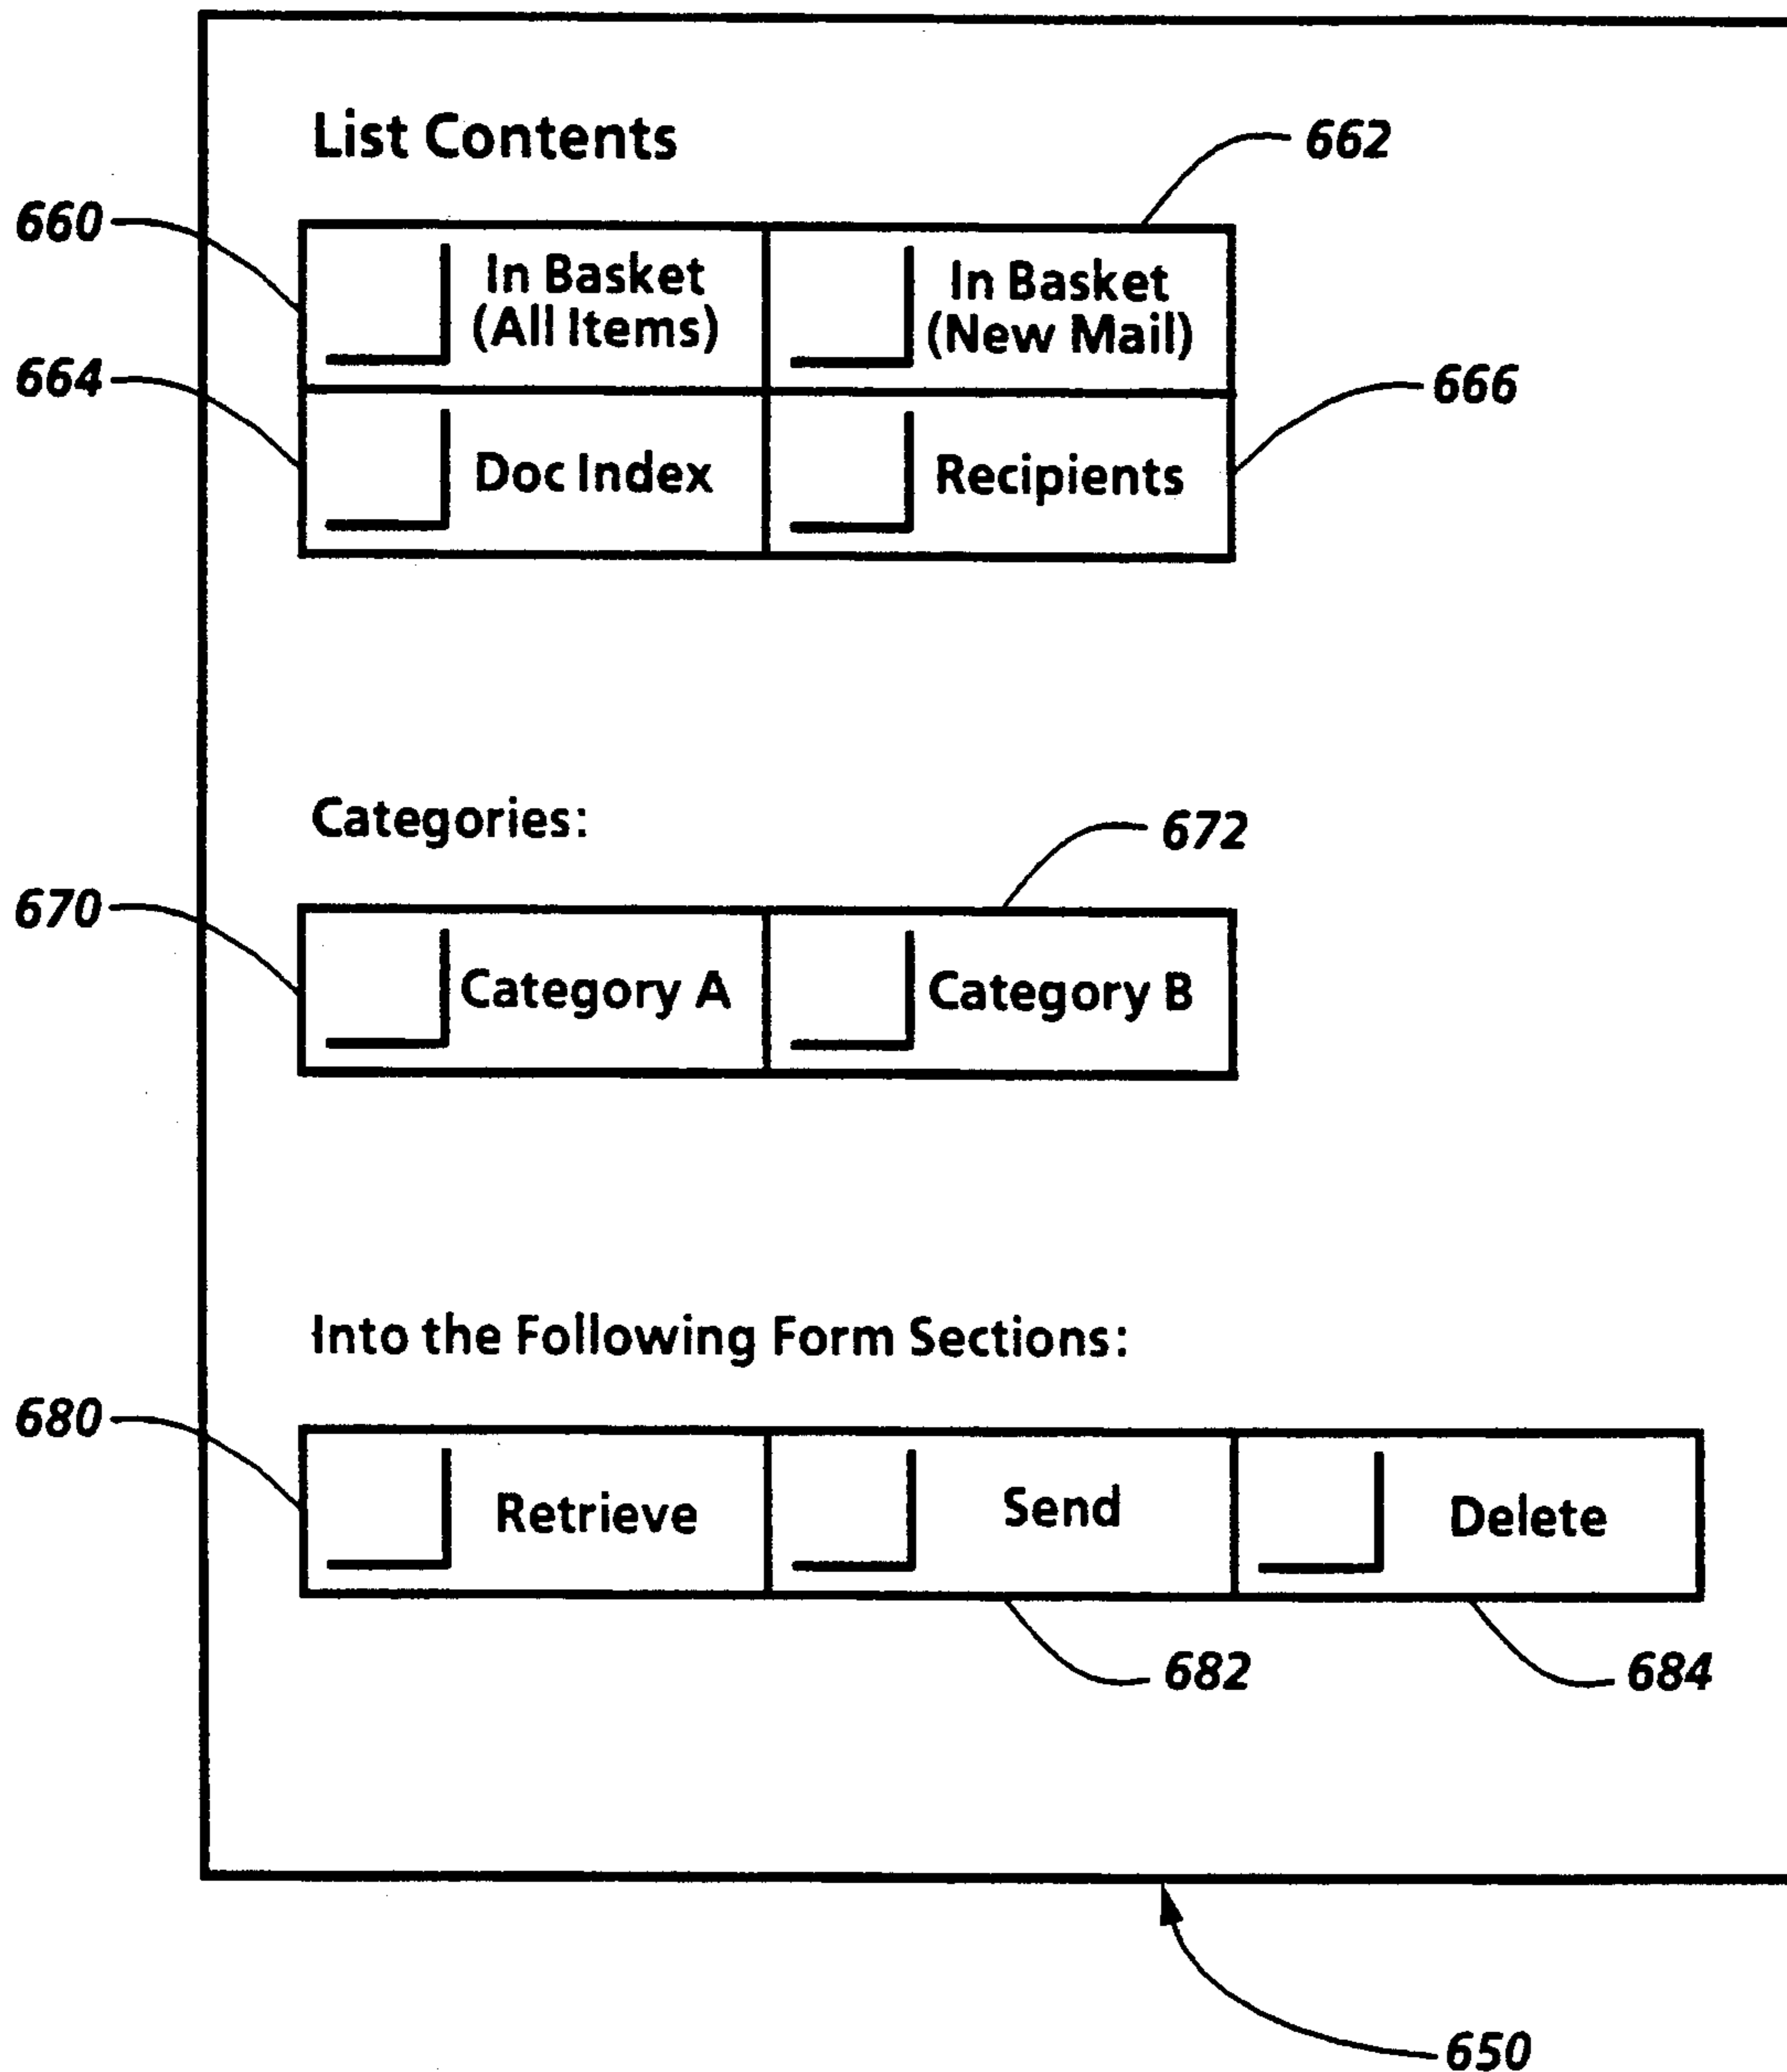 List Contents
662
660
In Basket
(All Items)
In Basket
(New Mail)
664
666
Doc Index
Recipients
Categories:
672
670
Category A
Category B
Into the Following Form Sections:
680
Retrieve
Send
Delete
682
684
650